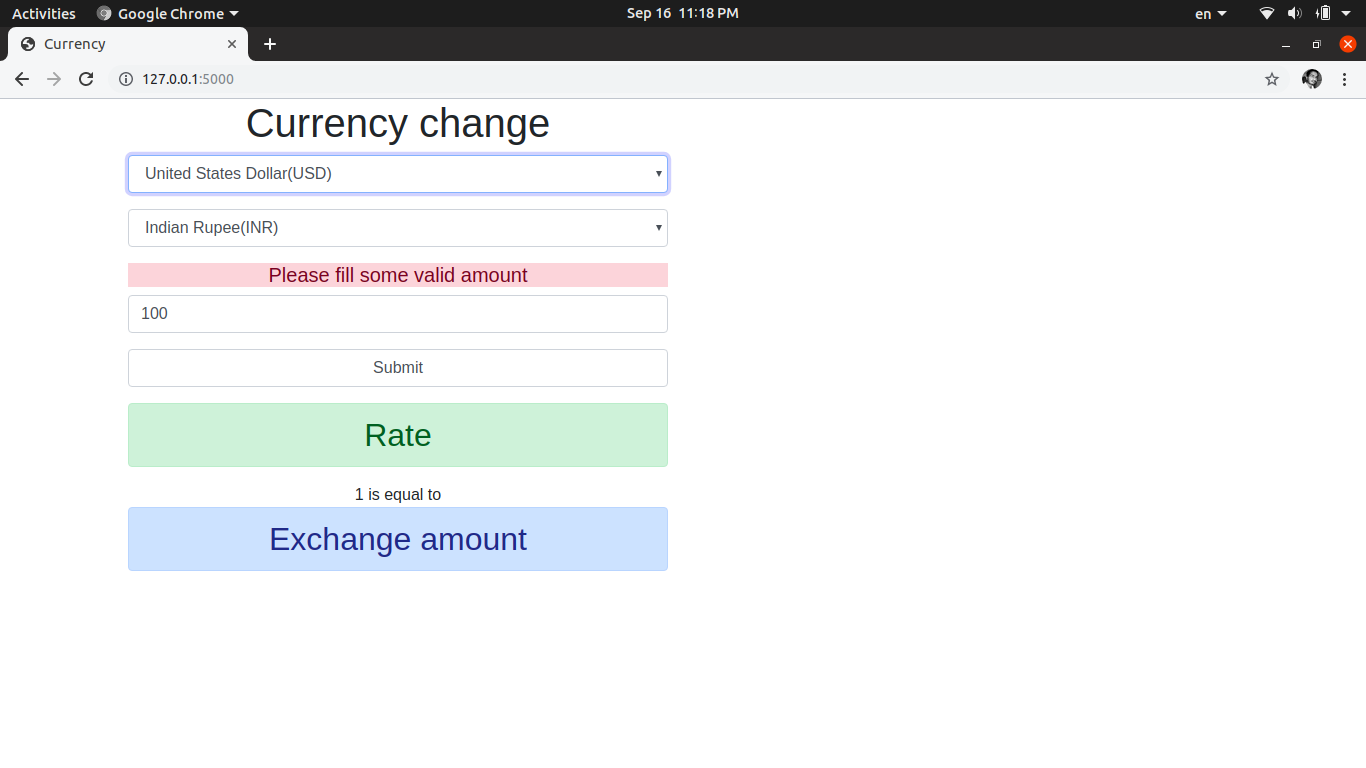 Activities Google Chrome Sep 16 11:18 PM en
Currency
127.0.0.1:5000
Currency change
United States Dollar(USD)
Indian Rupee(INR)
Please fill some valid amount
100
Submit
Rate
1 is equal to
Exchange amount